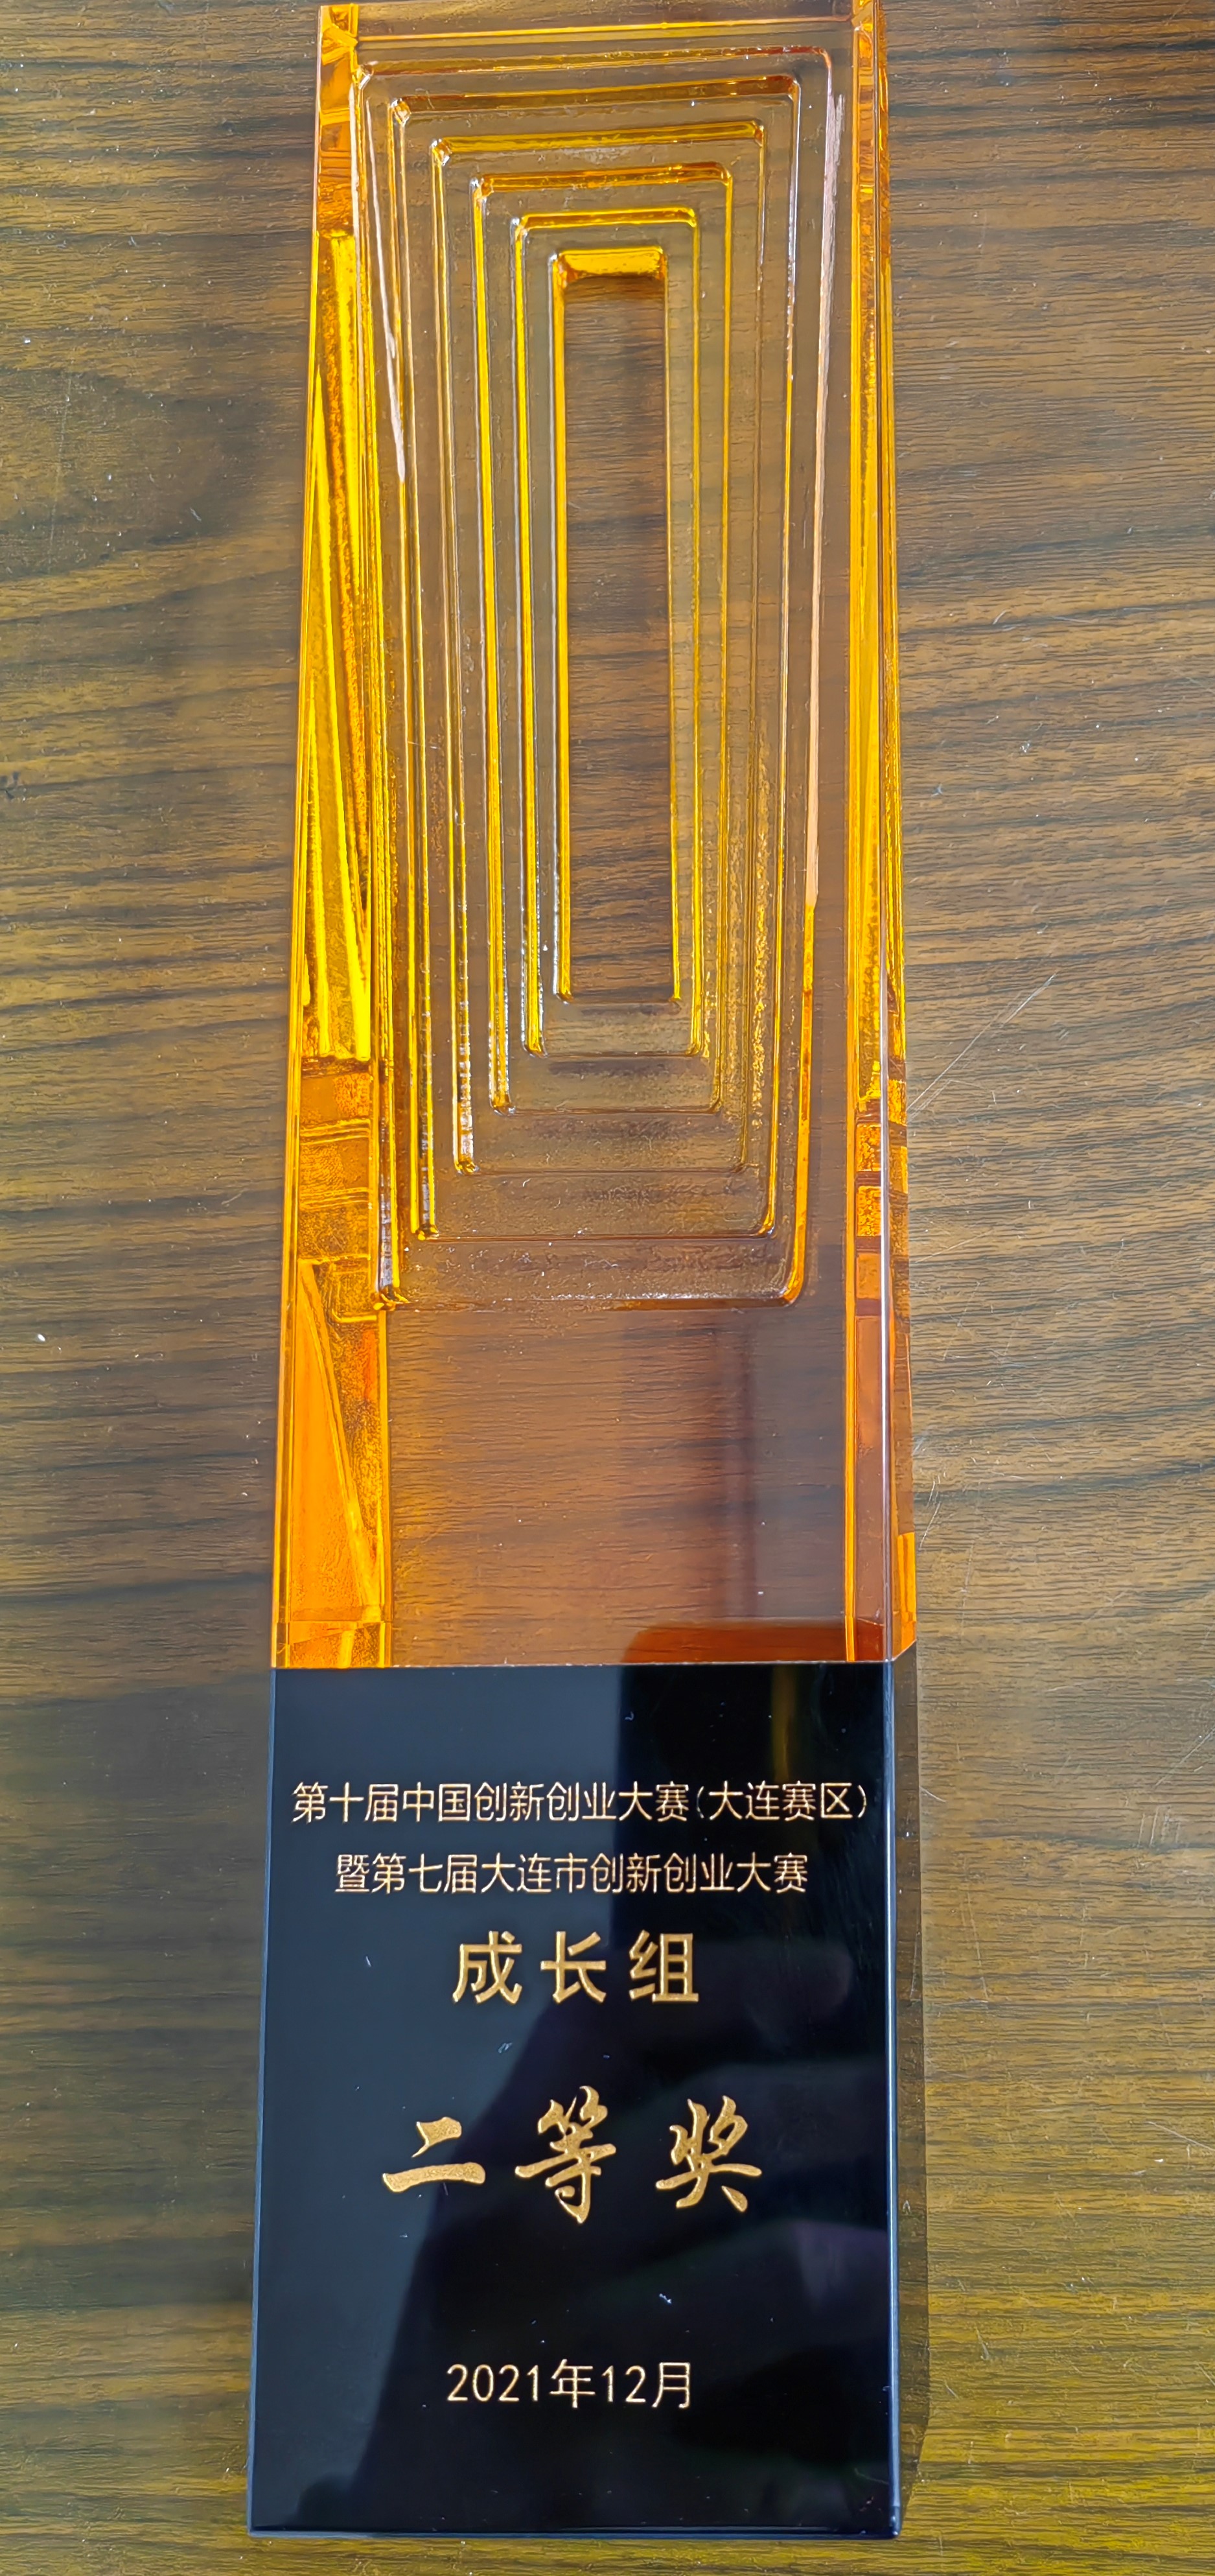 第十届中国创新创业大赛(大连赛区)
暨第七届大连市创新创业大赛
成长组
二等奖
2021年12月